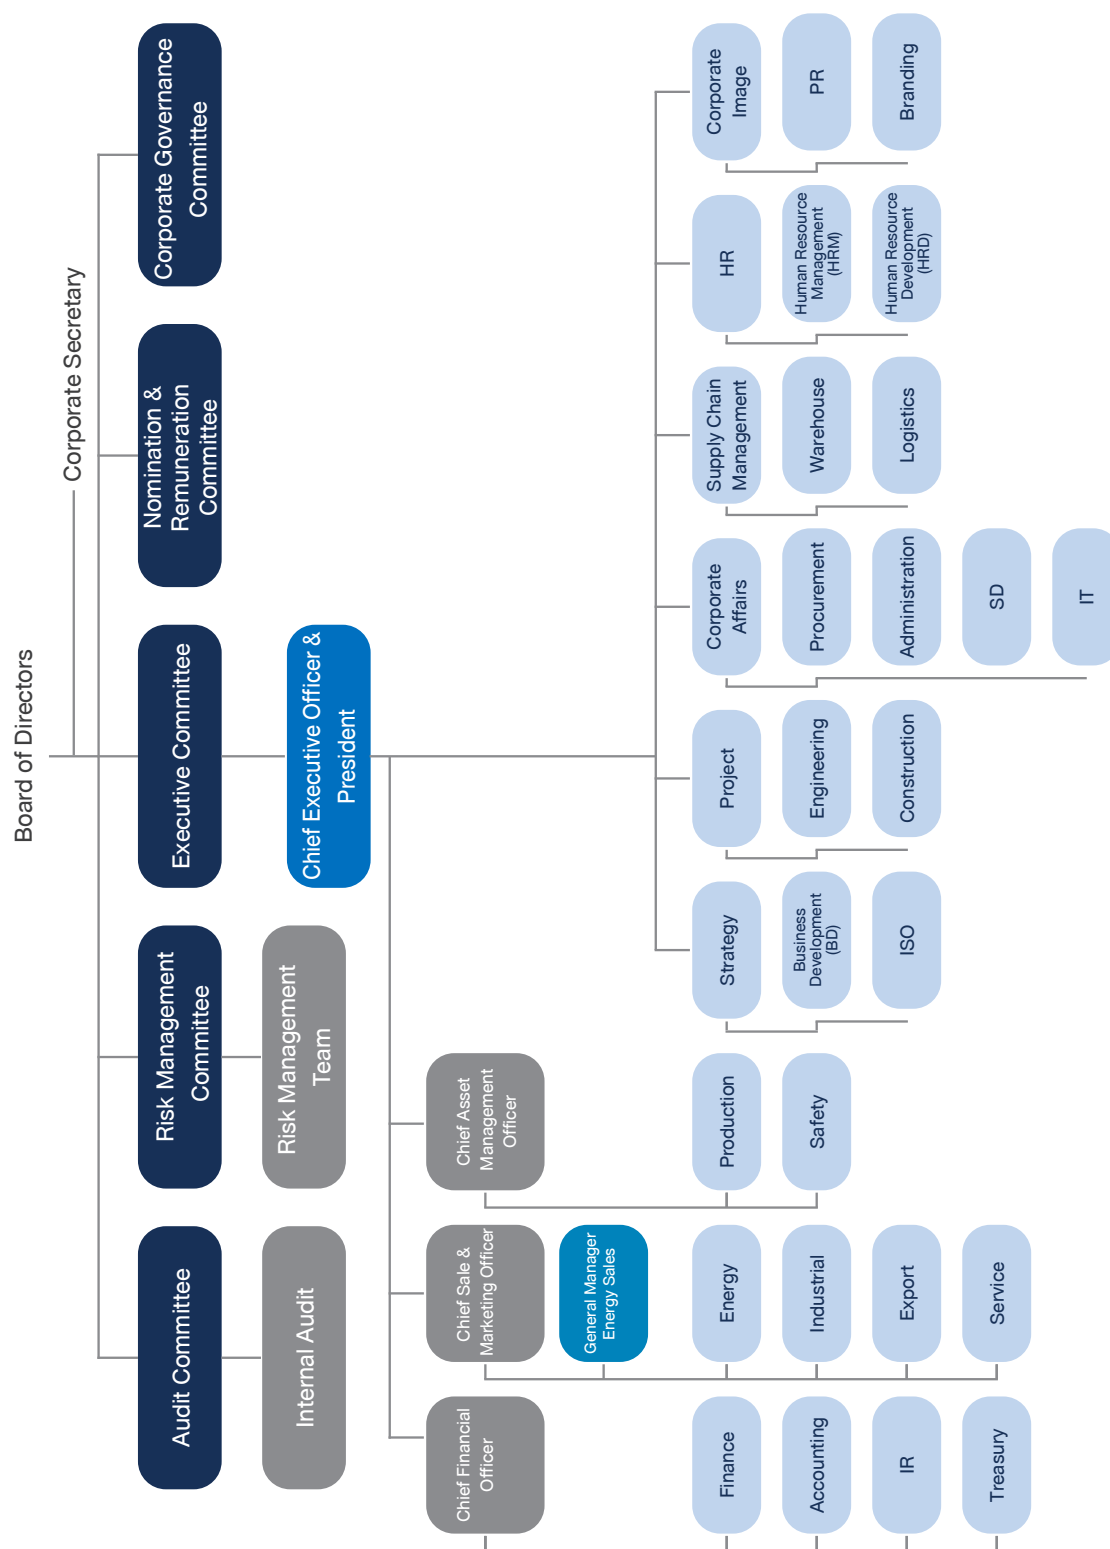 Board of Directors
Corporate Secretary
Audit Committee
Risk Management
Committee
Executive Committee
Nomination &
Remuneration
Committee
Corporate Governance
Committee
Internal Audit
Risk Management
Team
Chief Executive Officer &
President
Chief Financial
Officer
Chief Sale &
Marketing Officer
Chief Asset
Management
Officer
General Manager
Energy Sales
Finance
Accounting
IR
Treasury
Energy
Industrial
Export
Service
Production
Safety
Strategy
Business
Development
(BD)
ISO
Project
Engineering
Construction
Corporate
Affairs
Procurement
Administration
SD
IT
Supply Chain
Management
Warehouse
Logistics
HR
Human Resource
Management
(HRM)
Human Resource
Development
(HRD)
Corporate
Image
PR
Branding